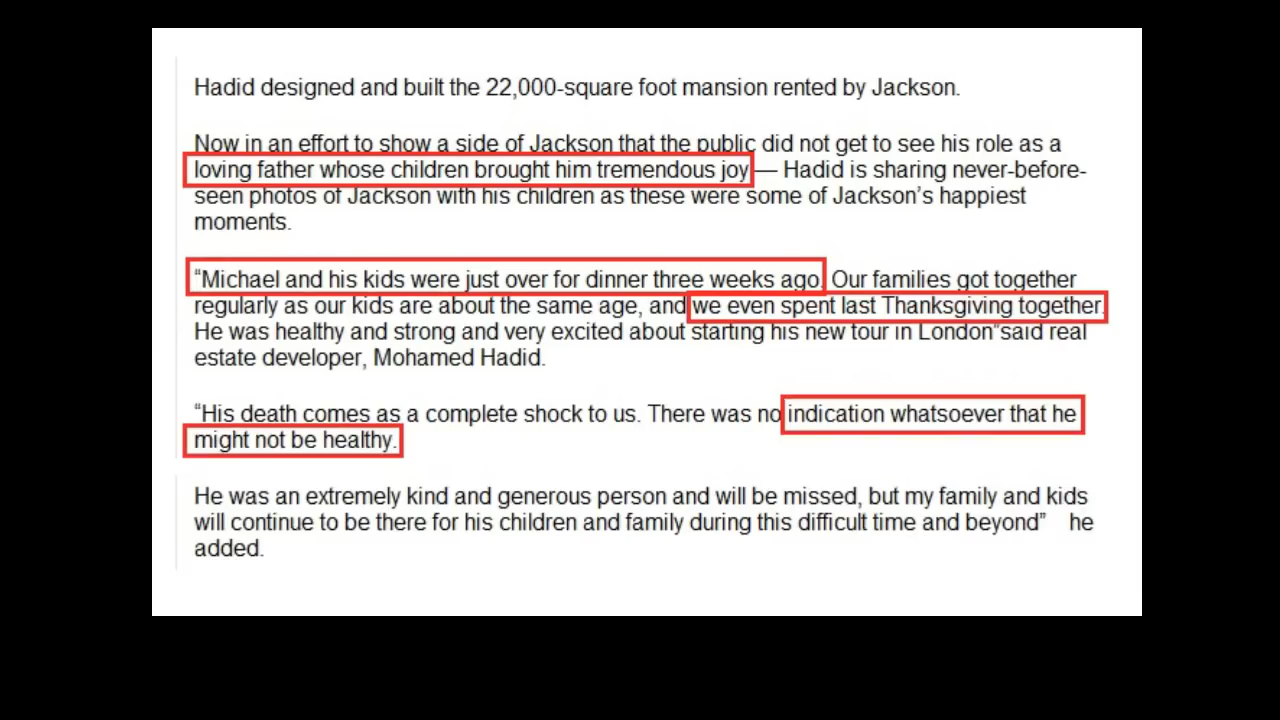 Hadid designed and built the 22,000-square foot mansion rented by Jackson.
Now in an effort to show a side of Jackson that the public did not get to see his role as a
loving father whose children brought him tremendous joy — Hadid is sharing never-before-
seen photos of Jackson with his children as these were some of Jackson's happiest
moments.
“Michael and his kids were just over for dinner three weeks ago. Our families got together
regularly as our kids are about the same age, and we even spent last Thanksgiving together.
He was healthy and strong and very excited about starting his new tour in London”said real
estate developer, Mohamed Hadid.
“His death comes as a complete shock to us. There was no indication whatsoever that he
might not be healthy.
He was an extremely kind and generous person and will be missed, but my family and kids
will continue to be there for his children and family during this difficult time and beyond” he
added.